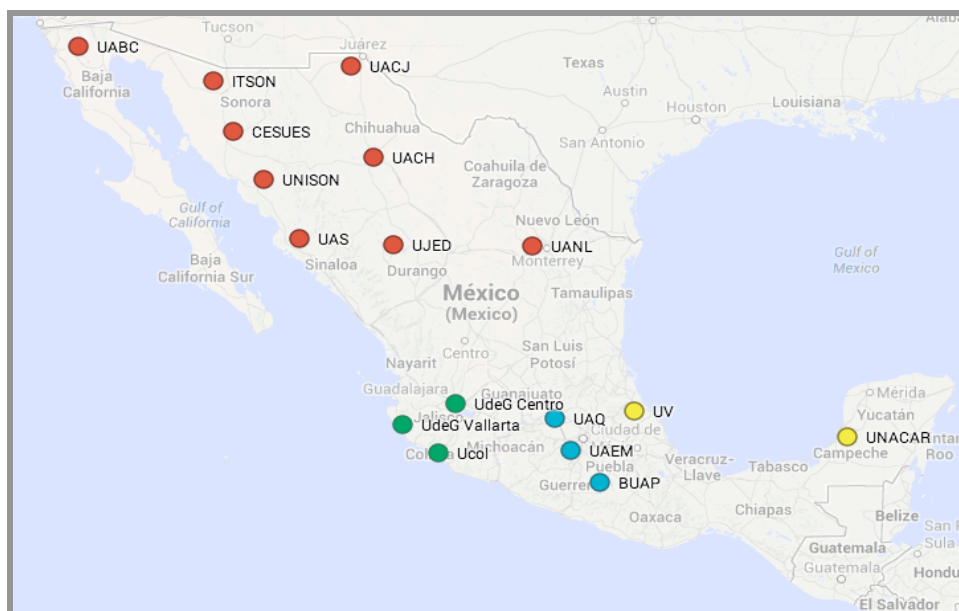 Tucson
Alaba
UABC
Juárez
UACJ
Texas
Baja
California
ITSON
Sonora
Austin
Louisiana
Houston
CESUES
Chihuahua
San Antonio
UACH
Coahuila de
Zaragoza
UNISON
Gulf of
California
Nuevo León
UAS
UJED
UANL
Monterrey
Sinaloa
Durango
Baja
California Sur
Gulf of
Mexico
México
(Mexico)
Tamaulipas
San Luis
Potosí
Centro
Nayarit
Guadalajara
Guanajuato
Mérida
UdeG Centro
Jalisco
UAQ
UV
Yucatán
UdeG Vallarta
Ciudad de
México
UNACAR
Campeche
Roo
Ucol
Michoacán
UAEM
Puebla
Veracruz-
Llave
Tabasco
Guerrero
BUAP
Oaxaca
Chiapas
Belize
San P
Sula
Guatemala
Guatemala
Hondu
El Salvador